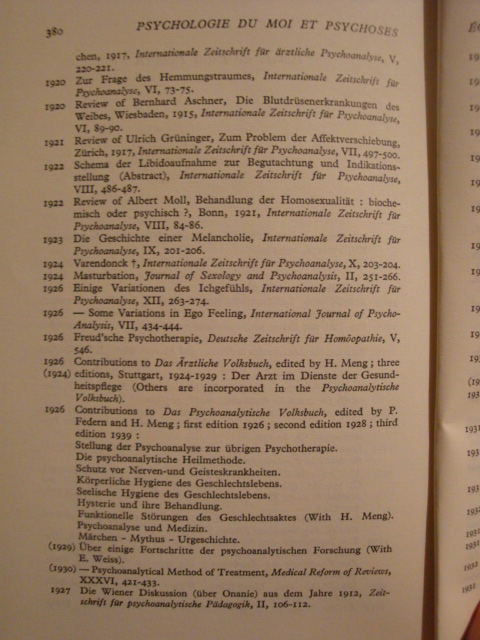 380 PSYCHOLOGIE DU MOI ET PSYCHOSES
chen, 1917, Internationale Zeitschrift für ärztliche Psychoanalyse, V,
220-221.
1920 Zur Frage des Hemmungstraumes, Internationale Zeitschrift für
Psychoanalyse, VI, 73-75.
1920 Review of Bernhard Aschner, Die Blutdrüsenerkrankungen des
Weibes, Wiesbaden, 1915, Internationale Zeitschrift für Psychoanalyse,
VI, 89-90.
1921 Review of Ulrich Grüninger, Zum Problem der Affektverschiebung,
Zürich, 1917, Internationale Zeitschrift für Psychoanalyse, VII, 497-500.
1922 Schema der Libidoaufnahme zur Begutachtung und Indikations-
stellung (Abstract), Internationale Zeitschrift für Psychoanalyse,
VIII, 486-487.
1922 Review of Albert Moll, Behandlung der Homosexualität : bioche-
misch oder psychisch ?, Bonn, 1921, Internationale Zeitschrift für
Psychoanalyse, VIII, 84-86.
1923 Die Geschichte einer Melancholie, Internationale Zeitschrift für
Psychoanalyse, IX, 201-206.
1924 Varendonck †, Internationale Zeitschrift für Psychoanalyse, X, 203-204.
1924 Masturbation, Journal of Sexology and Psychanalysis, II, 251-266.
1926 Einige Variationen des Ichgefühls, Internationale Zeitschrift für
Psychoanalyse, XII, 263-274.
1926 — Some Variations in Ego Feeling, International Journal of Psycho-
Analysis, VII, 434-444.
1926 Freud'sche Psychotherapie, Deutsche Zeitschrift für Homöopathie, V,
546.
1926 Contributions to Das Ärztliche Volksbuch, edited by H. Meng ; three
(1924) editions, Stuttgart, 1924-1929 : Der Arzt im Dienste der Gesund-
heitspflege (Others are incorporated in the Psychoanalytische
Volksbuch).
1926 Contributions to Das Psychoanalytische Volksbuch, edited by P.
Federn and H. Meng ; first edition 1926 ; second edition 1928 ; third
edition 1939 :
Stellung der Psychoanalyse zur übrigen Psychotherapie.
Die psychoanalytische Heilmethode.
Schutz vor Nerven-und Geisteskrankheiten.
Körperliche Hygiene des Geschlechtslebens.
Seelische Hygiene des Geschlechtslebens.
Hysterie und ihre Behandlung.
Funktionelle Störungen des Geschlechtsaktes (With H. Meng).
Psychoanalyse und Medizin.
Märchen - Mythus - Urgeschichte.
(1929) Über einige Fortschritte der psychoanalytischen Forschung (With
E. Weiss).
(1930) — Psychoanalytical Method of Treatment, Medical Reform of Reviews,
XXXVI, 421-433.
1927 Die Wiener Diskussion (über Onanie) aus dem Jahre 1912, Zeit-
schrift für psychoanalytische Pädagogik, II, 106-112.